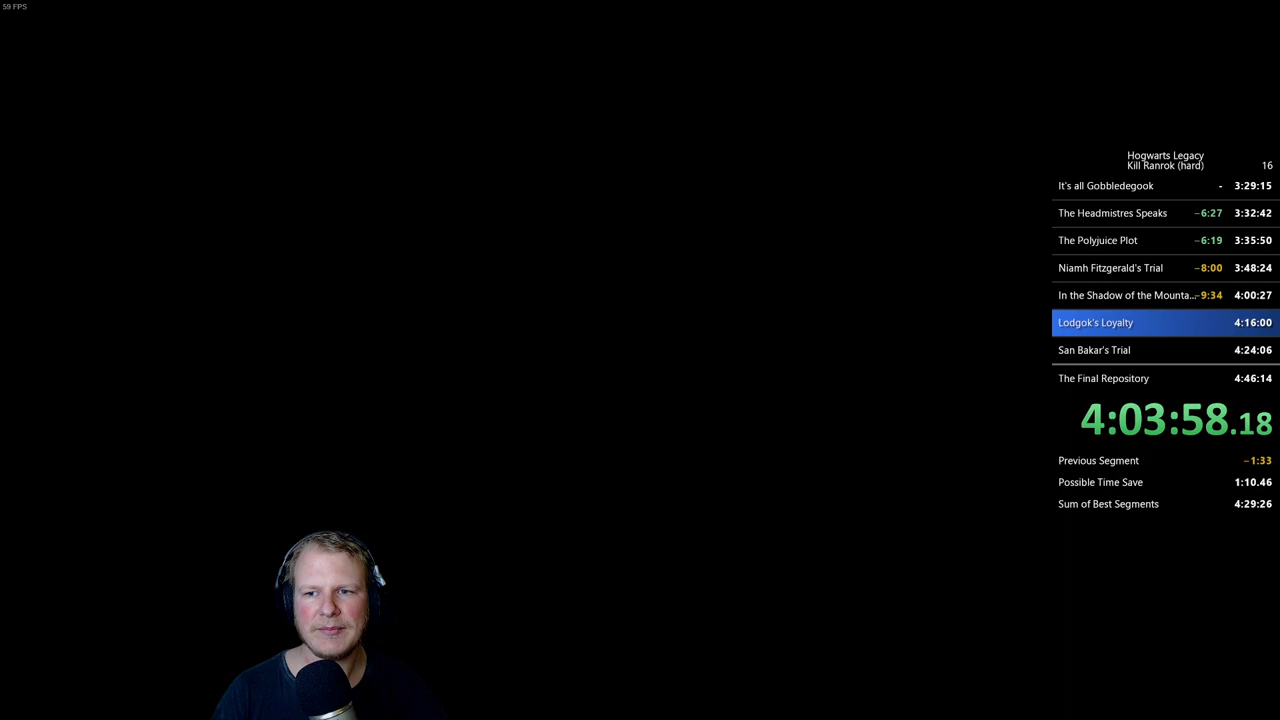 59 FPS
Hogwarts Legacy
Kill Ranrok (hard) 16
It's all Gobbledegook - 3:29:15
The Headmistres Speaks −6:27 3:32:42
The Polyjuice Plot −6:19 3:35:50
Niamh Fitzgerald's Trial −8:00 3:48:24
In the Shadow of the Mounta... −9:34 4:00:27
Lodgok's Loyalty 4:16:00
San Bakar's Trial 4:24:06
The Final Repository 4:46:14
4:03:58.18
Previous Segment −1:33
Possible Time Save 1:10.46
Sum of Best Segments 4:29:26